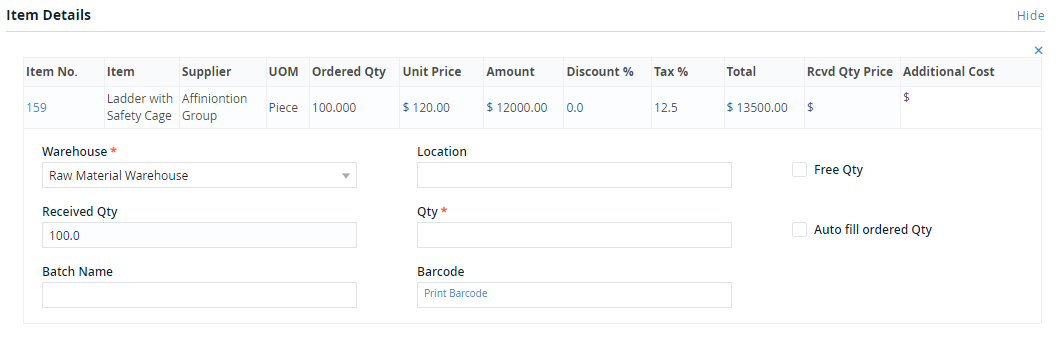 Item Details
Hide
×
Item No. Item Supplier UOM Ordered Qty Unit Price Amount Discount % Tax % Total Rcvd Qty Price Additional Cost
159 Ladder with Safety Cage Affiniontion Group Piece 100.000 $ 120.00 $ 12000.00 0.0 12.5 $ 13500.00 $ $
Warehouse *
Raw Material Warehouse
Location
Free Qty
Received Qty
100.0
Qty *
Auto fill ordered Qty
Batch Name
Barcode
Print Barcode